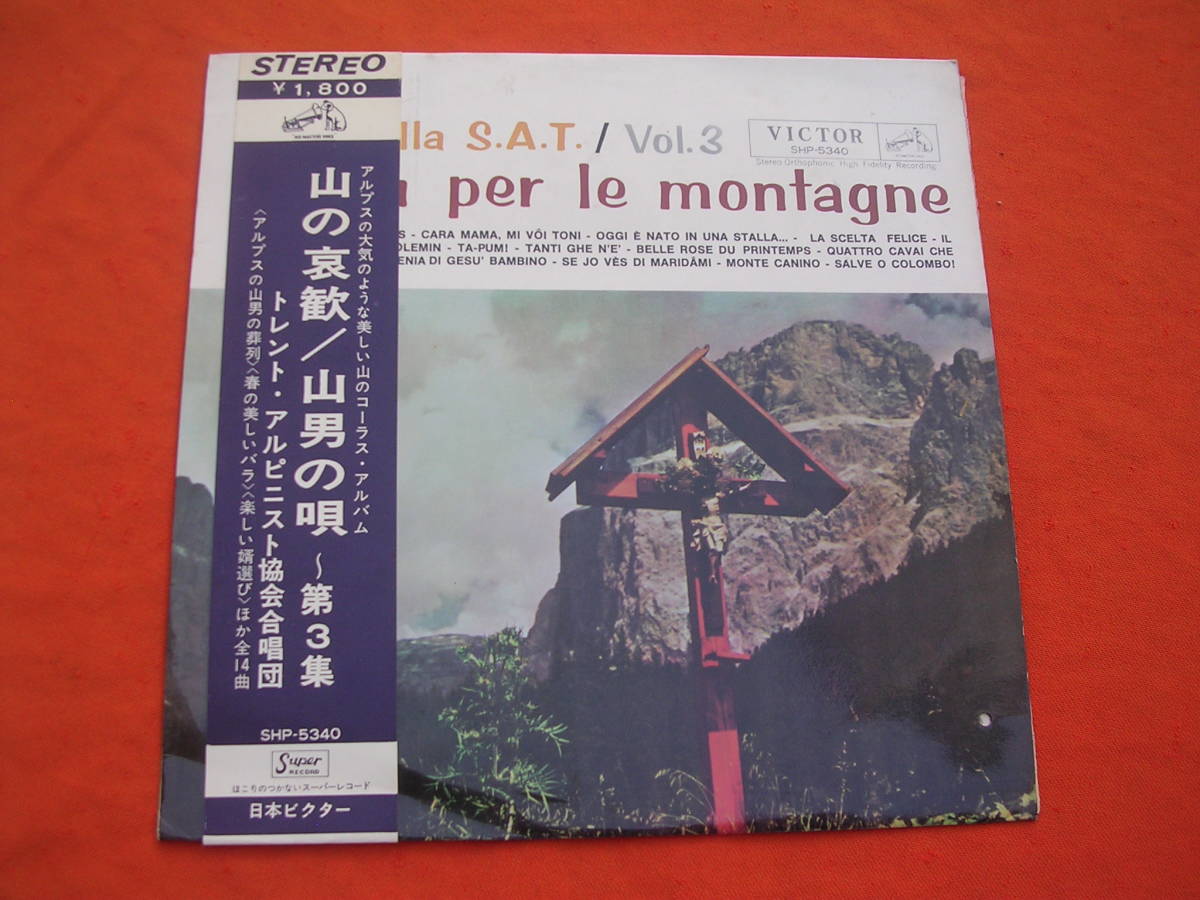 STEREO
¥1,800
HIS MASTER'S VOICE
アルプスの大気のような美しい山のコーラス・アルバム
山の哀歓/山男の唄 ~第3集
トレント・アルピニスト協会合唱団
〈アルプスの山男の葬列〉〈春の美しいバラ〉〈楽しい婿選び〉ほか全14曲
SHP-5340
Super
RECORD
ほこりのつかないスーパーレコード
日本ビクター
lla S.A.T. / Vol.3
VICTOR
SHP-5340
Stereo Orthophonic High Fidelity Recording
per le montagne
S - CARA MAMA, MI VÔI TONI - OGGI È NATO IN UNA STALLA... - LA SCELTA FELICE - IL
OLEMIN - TA-PUM! - TANTI GHE N'E' - BELLE ROSE DU PRINTEMPS - QUATTRO CAVAI CHE
ENIA DI GESU' BAMBINO - SE JO VÈS DI MARIDÂMI - MONTE CANINO - SALVE O COLOMBO!